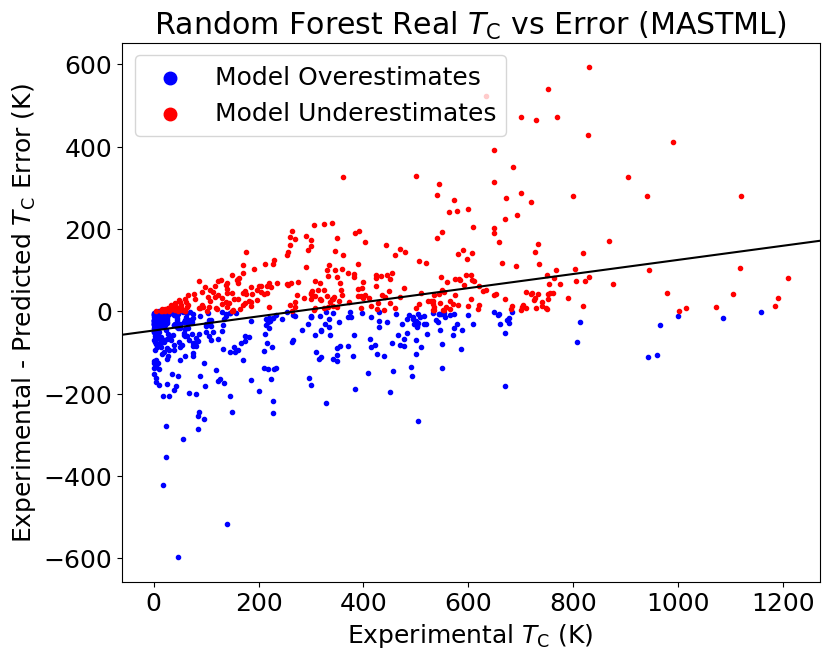 Random Forest Real T_C vs Error (MASTML)
Model Overestimates
Model Underestimates
Experimental - Predicted T_C Error (K)
600
400
200
0
−200
−400
−600
0 200 400 600 800 1000 1200
Experimental T_C (K)